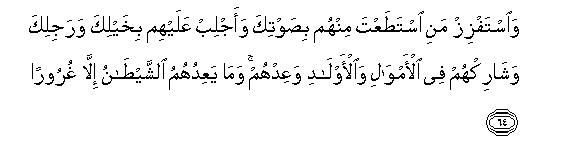 وَٱسْتَفْزِزْ مَنِ ٱسْتَطَعْتَ مِنْهُم بِصَوْتِكَ وَأَجْلِبْ عَلَيْهِم بِخَيْلِكَ وَرَجِلِكَ
وَشَارِكْهُمْ فِى ٱلْأَمْوَٰلِ وَٱلْأَوْلَـٰدِ وَعِدْهُمْ ۚ وَمَا يَعِدُهُمُ ٱلشَّيْطَـٰنُ إِلَّا غُرُورًا
٦٤